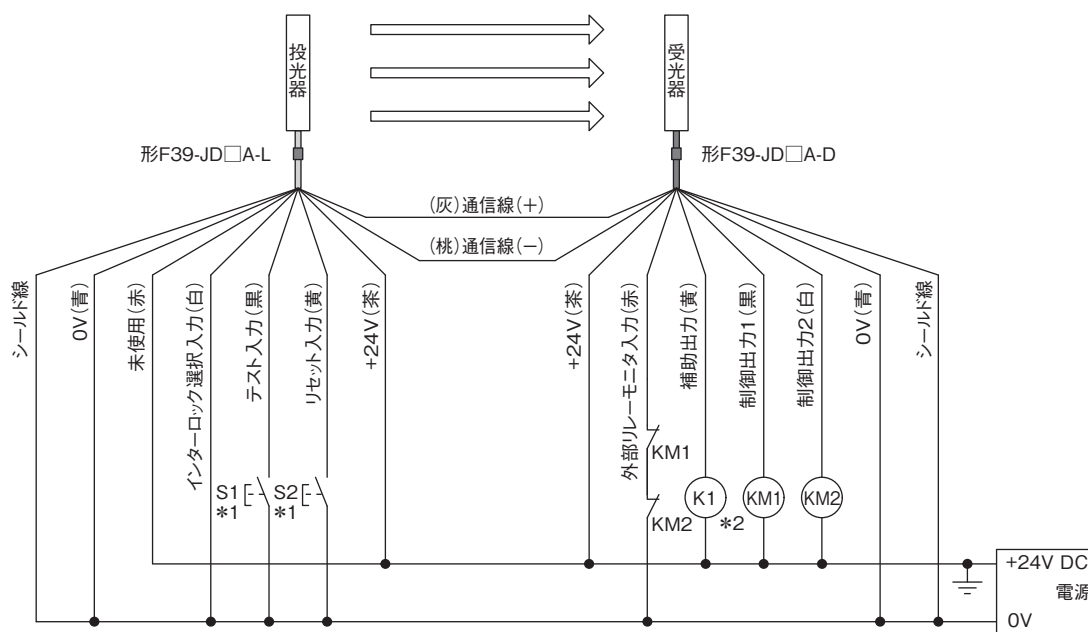 投光器
受光器
形F39-JD□A-L
形F39-JD□A-D
(灰)通信線(+)
(桃)通信線(−)
シールド線
0V(青)
未使用(赤)
インターロック選択入力(白)
テスト入力(黒)
リセット入力(黄)
+24V(茶)
+24V(茶)
外部リレーモニタ入力(赤)
補助出力(黄)
制御出力1(黒)
制御出力2(白)
0V(青)
シールド線
KM1
S1
*1
S2
*1
KM2
K1
*2
KM1
KM2
+24V DC
電源
0V